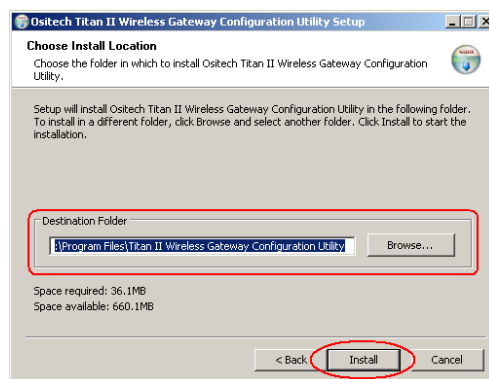 Ositech Titan II Wireless Gateway Configuration Utility Setup
Choose Install Location
Choose the folder in which to install Ositech Titan II Wireless Gateway Configuration
Utility.
Setup will install Ositech Titan II Wireless Gateway Configuration Utility in the following folder.
To install in a different folder, click Browse and select another folder. Click Install to start the
installation.
Destination Folder
:\Program Files\Titan II Wireless Gateway Configuration Utility
Browse...
Space required: 36.1MB
Space available: 660.1MB
< Back
Install
Cancel